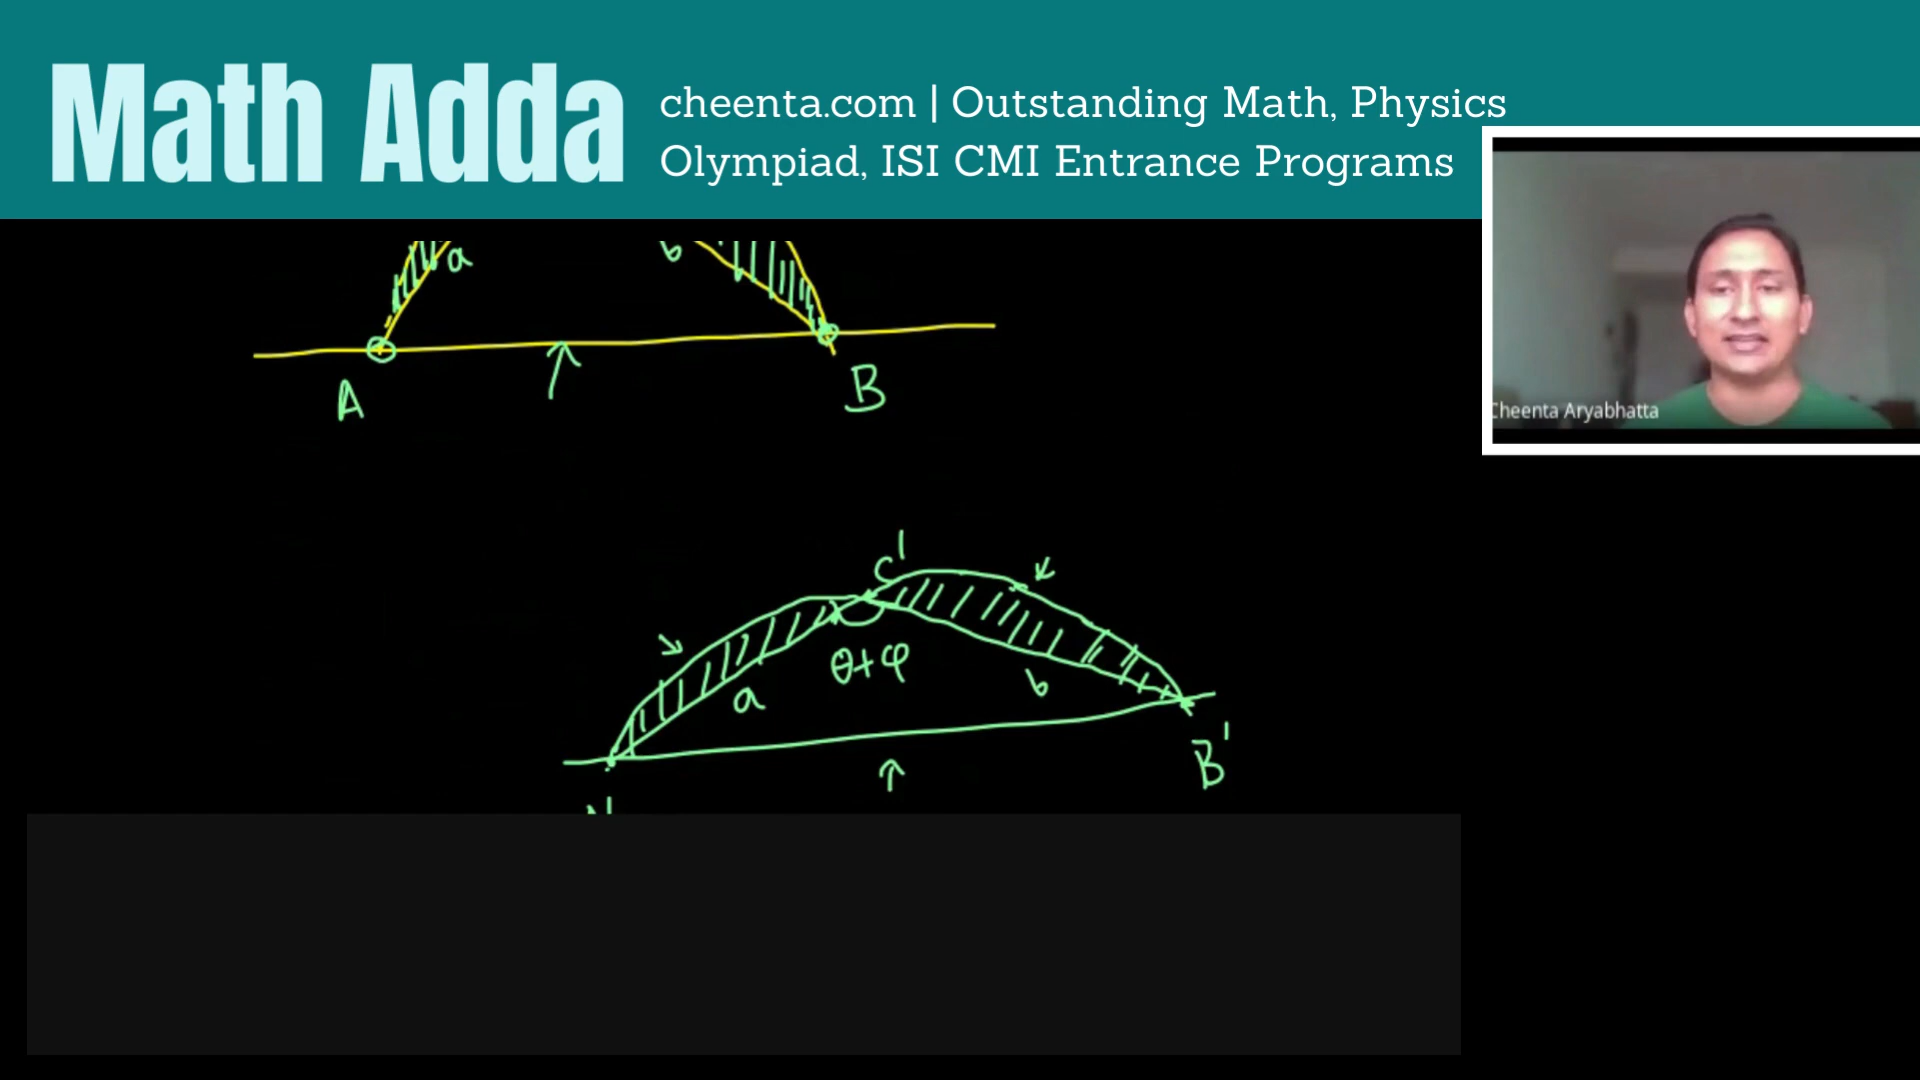 Math Adda
cheenta.com | Outstanding Math, Physics
Olympiad, ISI CMI Entrance Programs
Cheenta Aryabhatta
a
b
A
B
C'
θ+φ
a
b
B'